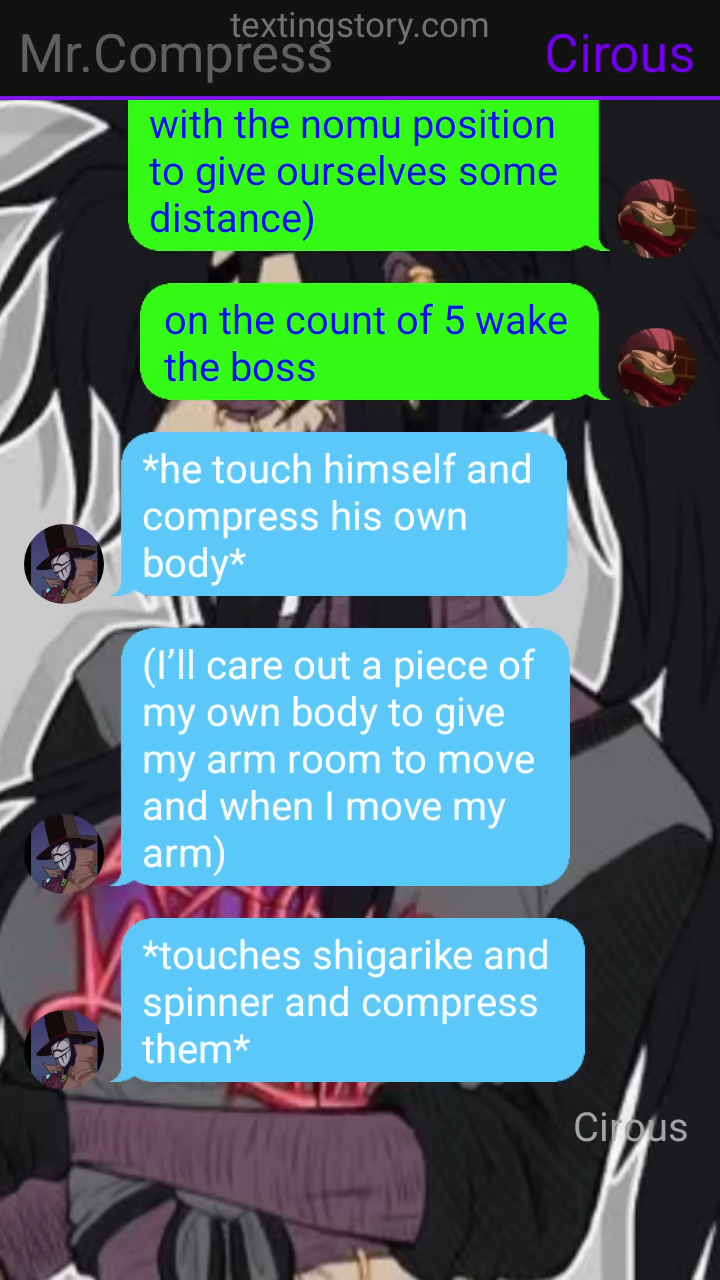 textingstory.com
Mr.Compress
Cirous
with the nomu position
to give ourselves some
distance)
on the count of 5 wake
the boss
*he touch himself and
compress his own
body*
(I'll care out a piece of
my own body to give
my arm room to move
and when I move my
arm)
*touches shigarike and
spinner and compress
them*
Cirous